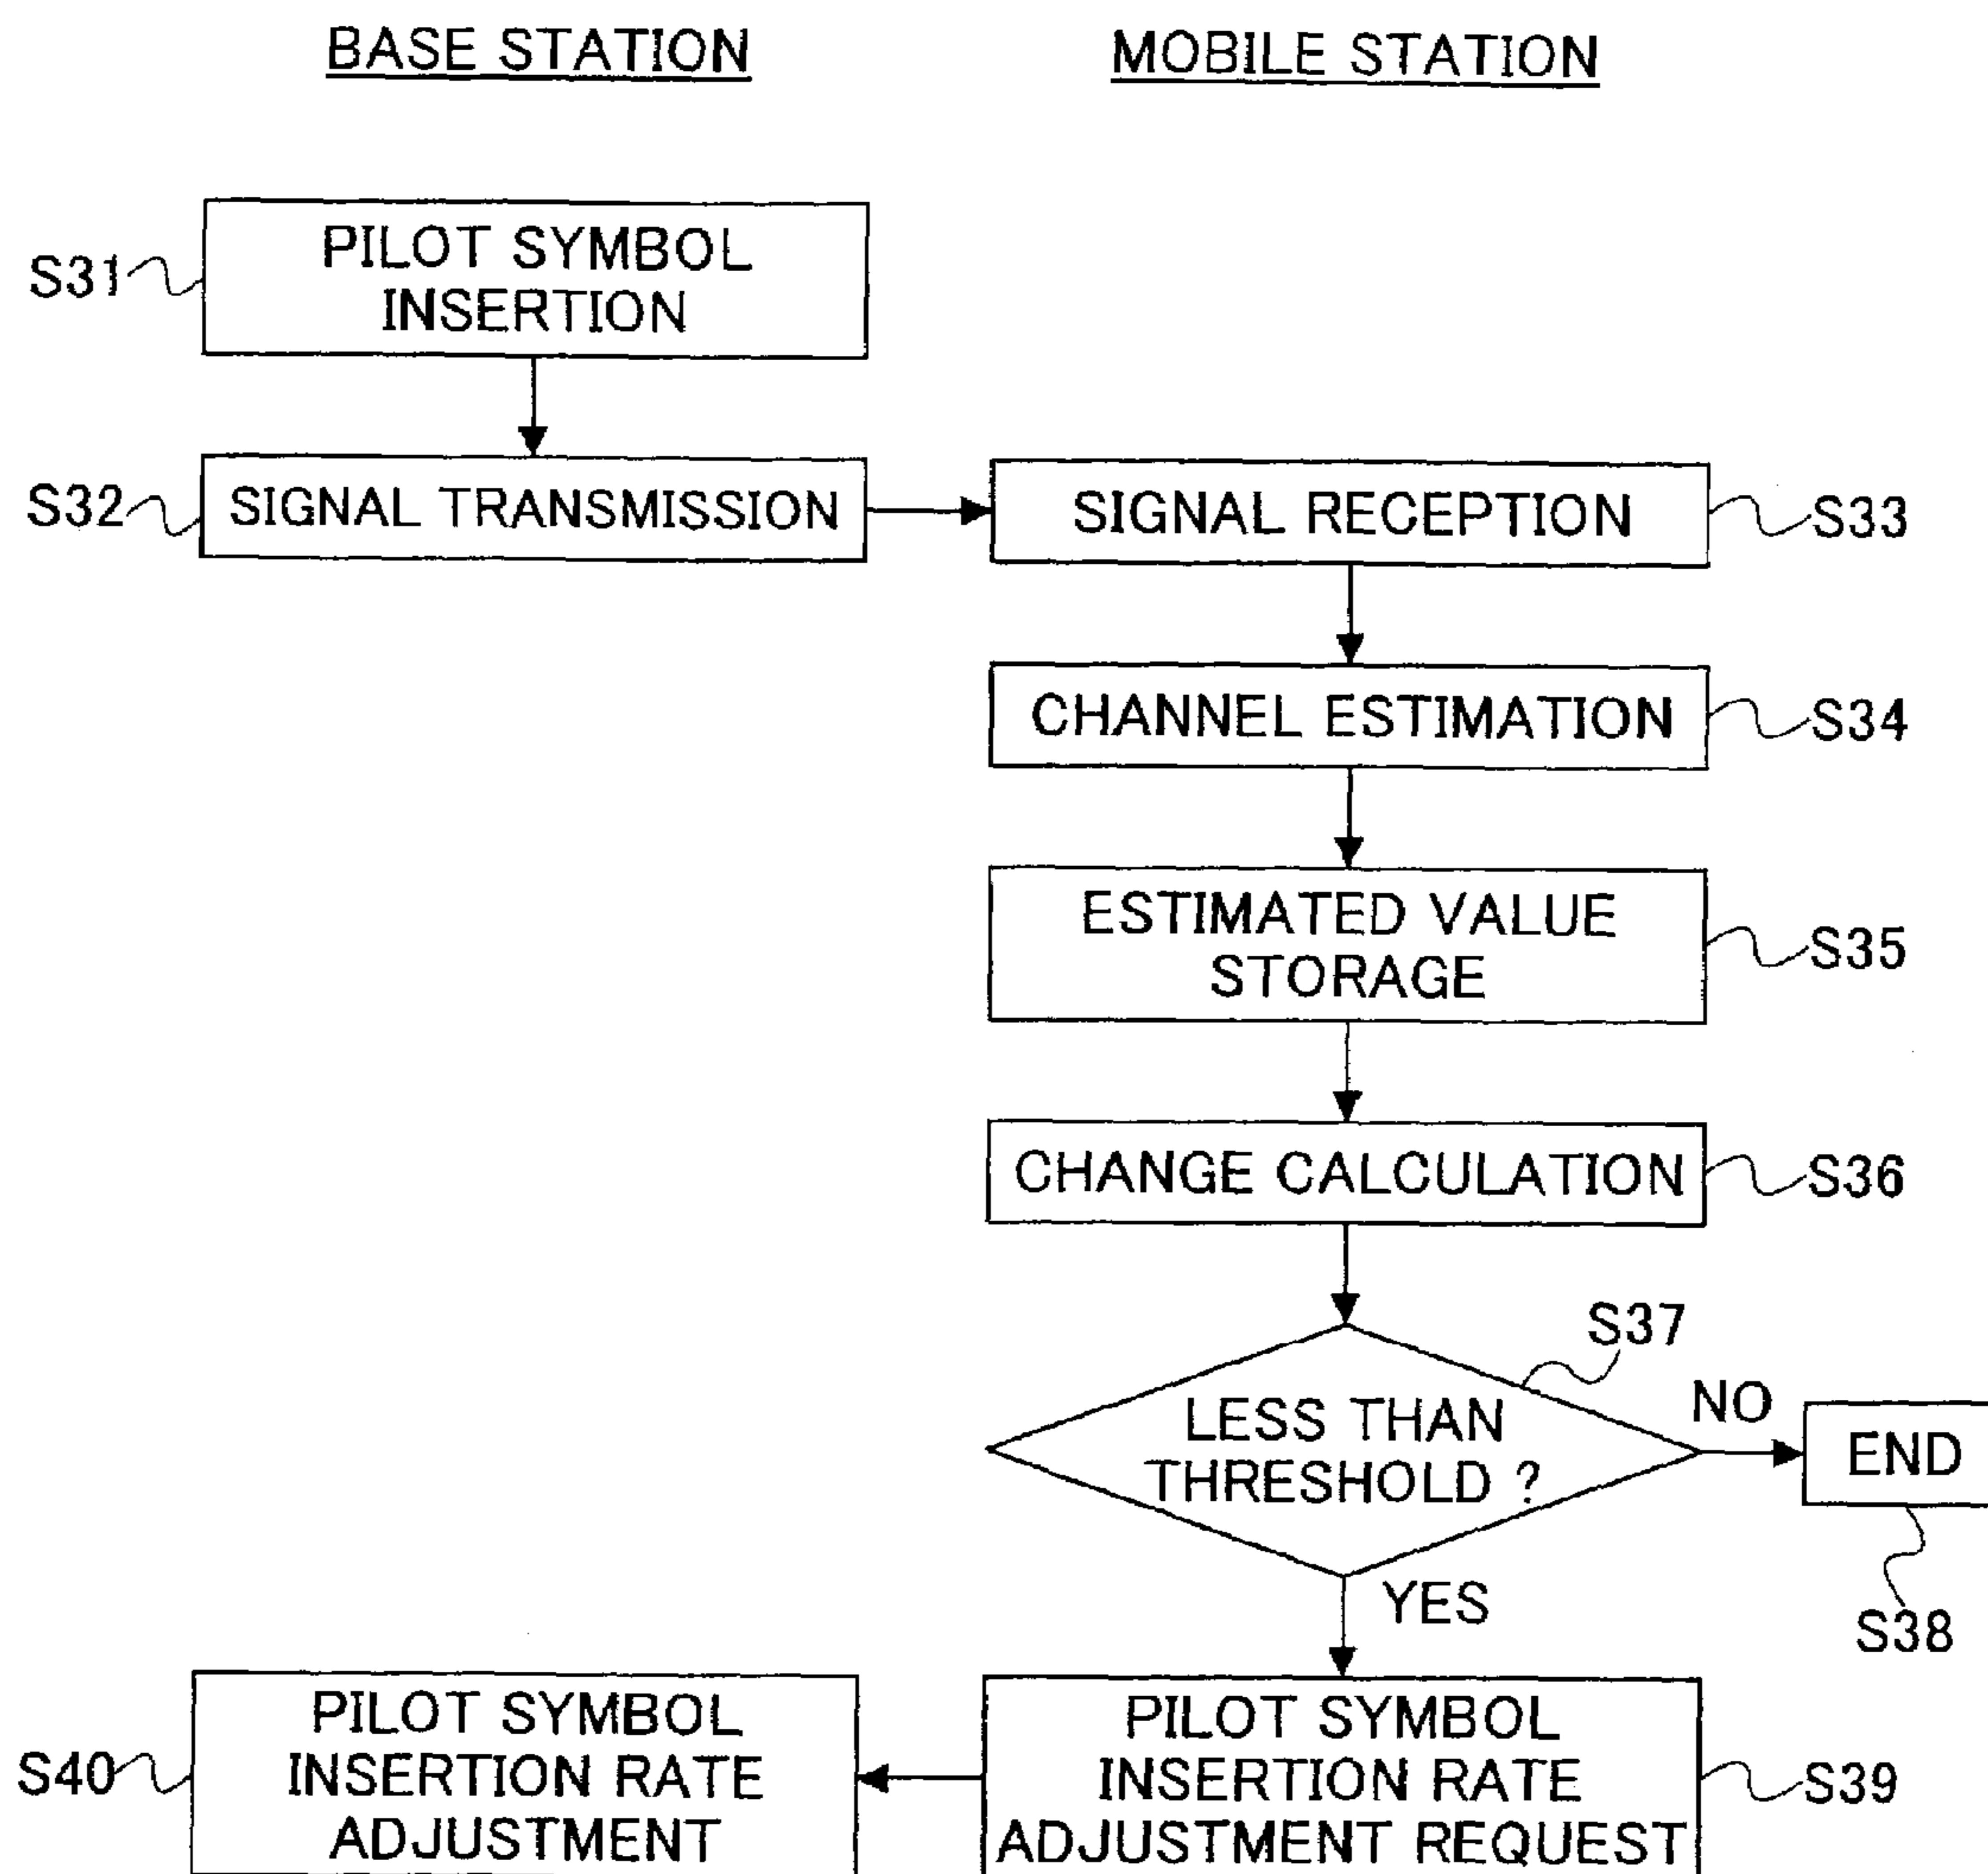 BASE STATION
MOBILE STATION
S31
PILOT SYMBOL
INSERTION
S32
SIGNAL TRANSMISSION
SIGNAL RECEPTION
S33
CHANNEL ESTIMATION
S34
ESTIMATED VALUE
STORAGE
S35
CHANGE CALCULATION
S36
S37
LESS THAN
THRESHOLD ?
NO
END
S38
YES
S40
PILOT SYMBOL
INSERTION RATE
ADJUSTMENT
PILOT SYMBOL
INSERTION RATE
ADJUSTMENT REQUEST
S39